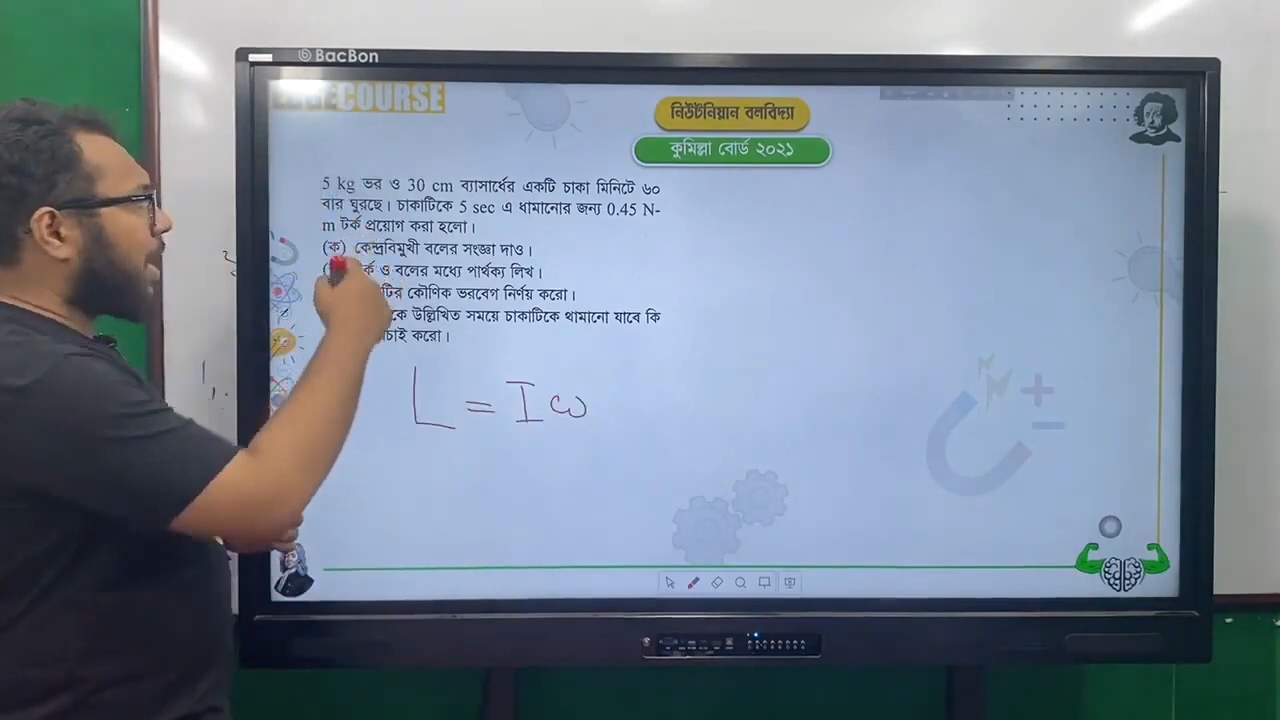 BacBon
COURSE
নিউটনিয়ান বলবিদ্যা
কুমিল্লা বোর্ড ২০২১
5 kg ভর ও 30 cm ব্যাসার্ধের একটি চাকা মিনিটে ৬০
বার ঘুরছে। চাকাটিকে 5 sec এ থামানোর জন্য 0.45 N-
m টর্ক প্রয়োগ করা হলো।
(ক) কেন্দ্রবিমুখী বলের সংজ্ঞা দাও।
ও বলের মধ্যে পার্থক্য লিখ।
কৌণিক ভরবেগ নির্ণয় করো।
উল্লিখিত সময়ে চাকাটিকে থামানো যাবে কি
করো।
L = Iω